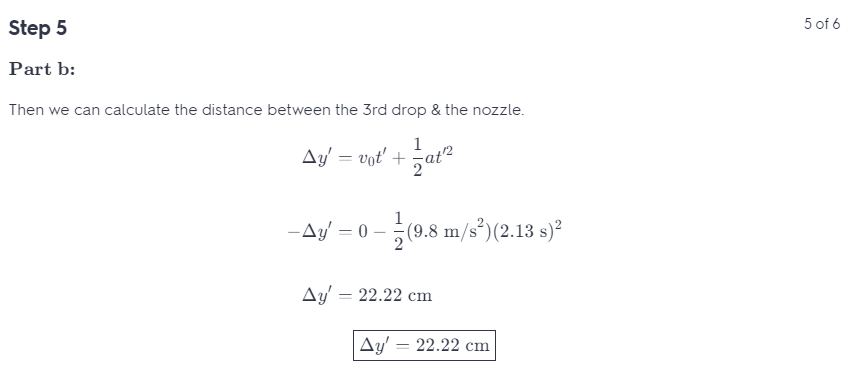 Step 5
5 of 6
Part b:
Then we can calculate the distance between the 3rd drop & the nozzle.
Δy′ = v₀t′ + ½at′²
−Δy′ = 0 − ½(9.8 m/s²)(2.13 s)²
Δy′ = 22.22 cm
Δy′ = 22.22 cm